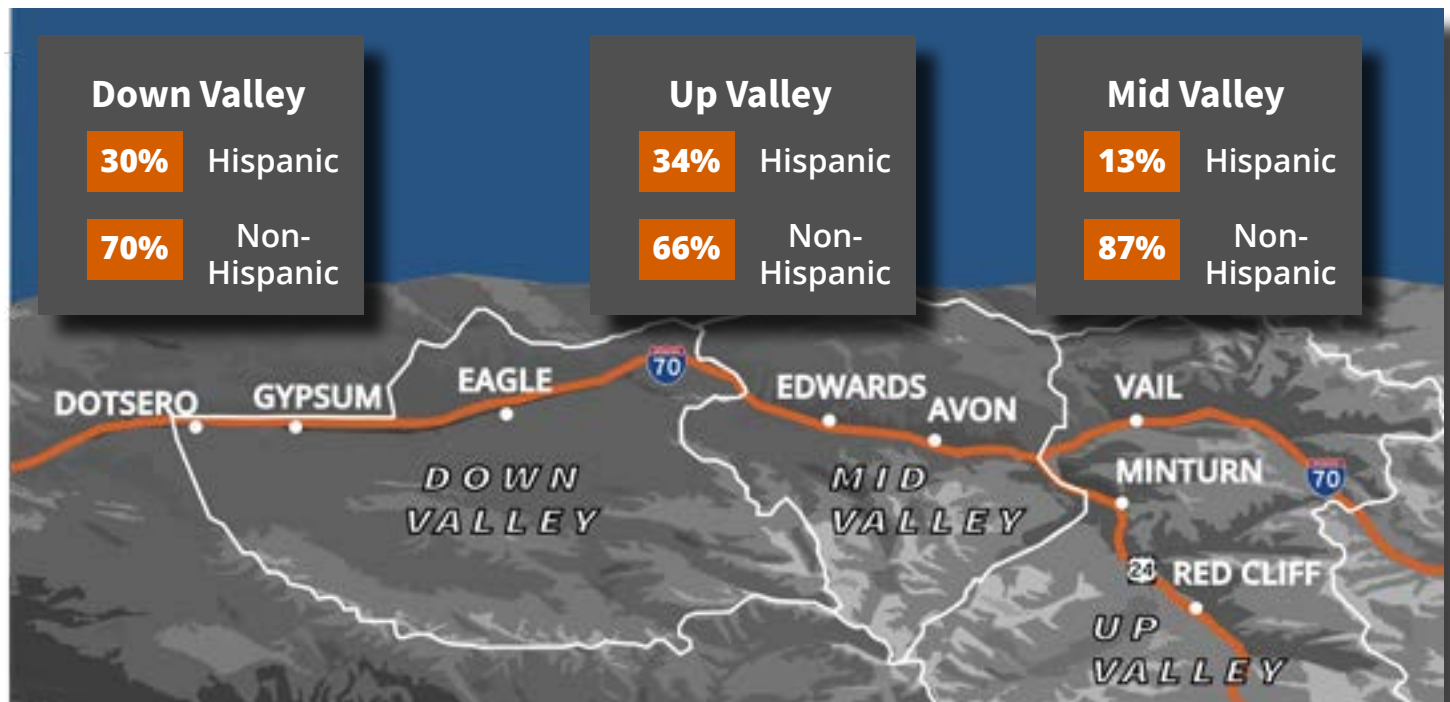 Down Valley
30% Hispanic
70% Non-
Hispanic
Up Valley
34% Hispanic
66% Non-
Hispanic
Mid Valley
13% Hispanic
87% Non-
Hispanic
DOTSERO
GYPSUM
EAGLE
70
EDWARDS
AVON
VAIL
MINTURN
70
24
RED CLIFF
DOWN
VALLEY
MID
VALLEY
UP
VALLEY